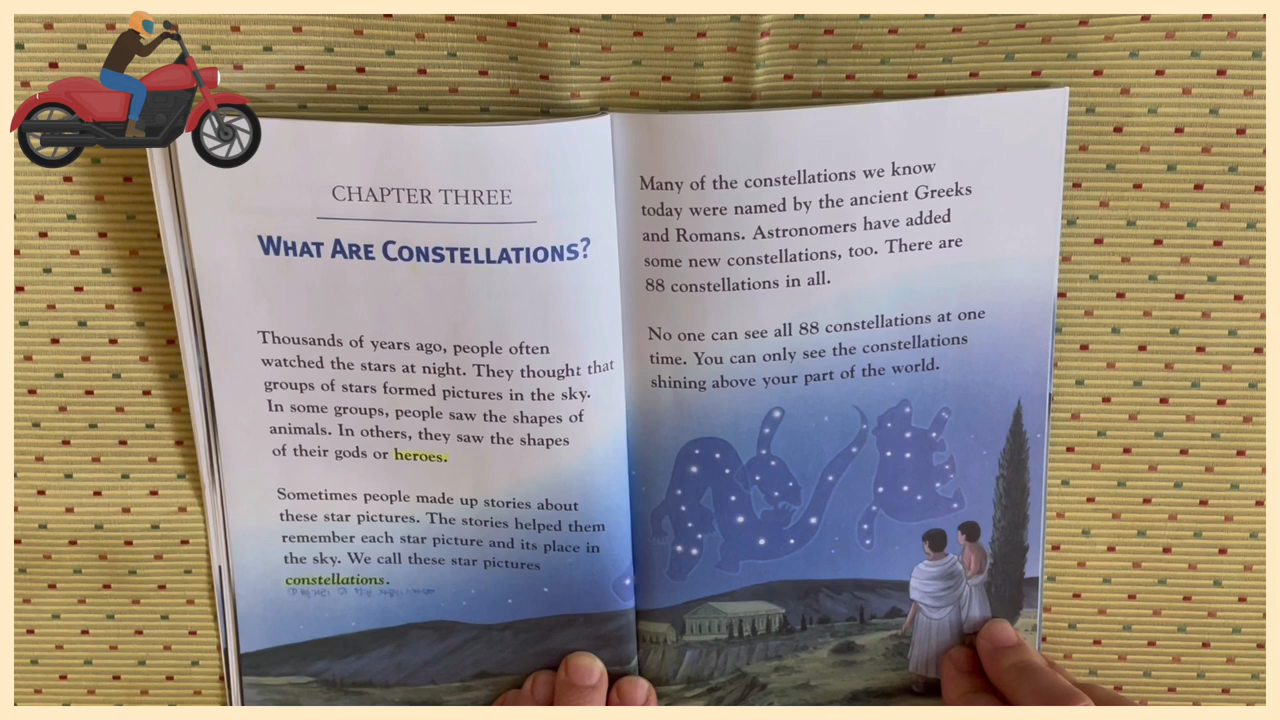 CHAPTER THREE
WHAT ARE CONSTELLATIONS?
Thousands of years ago, people often
watched the stars at night. They thought that
groups of stars formed pictures in the sky.
In some groups, people saw the shapes of
animals. In others, they saw the shapes
of their gods or heroes.
Sometimes people made up stories about
these star pictures. The stories helped them
remember each star picture and its place in
the sky. We call these star pictures
constellations.
Many of the constellations we know
today were named by the ancient Greeks
and Romans. Astronomers have added
some new constellations, too. There are
88 constellations in all.
No one can see all 88 constellations at one
time. You can only see the constellations
shining above your part of the world.